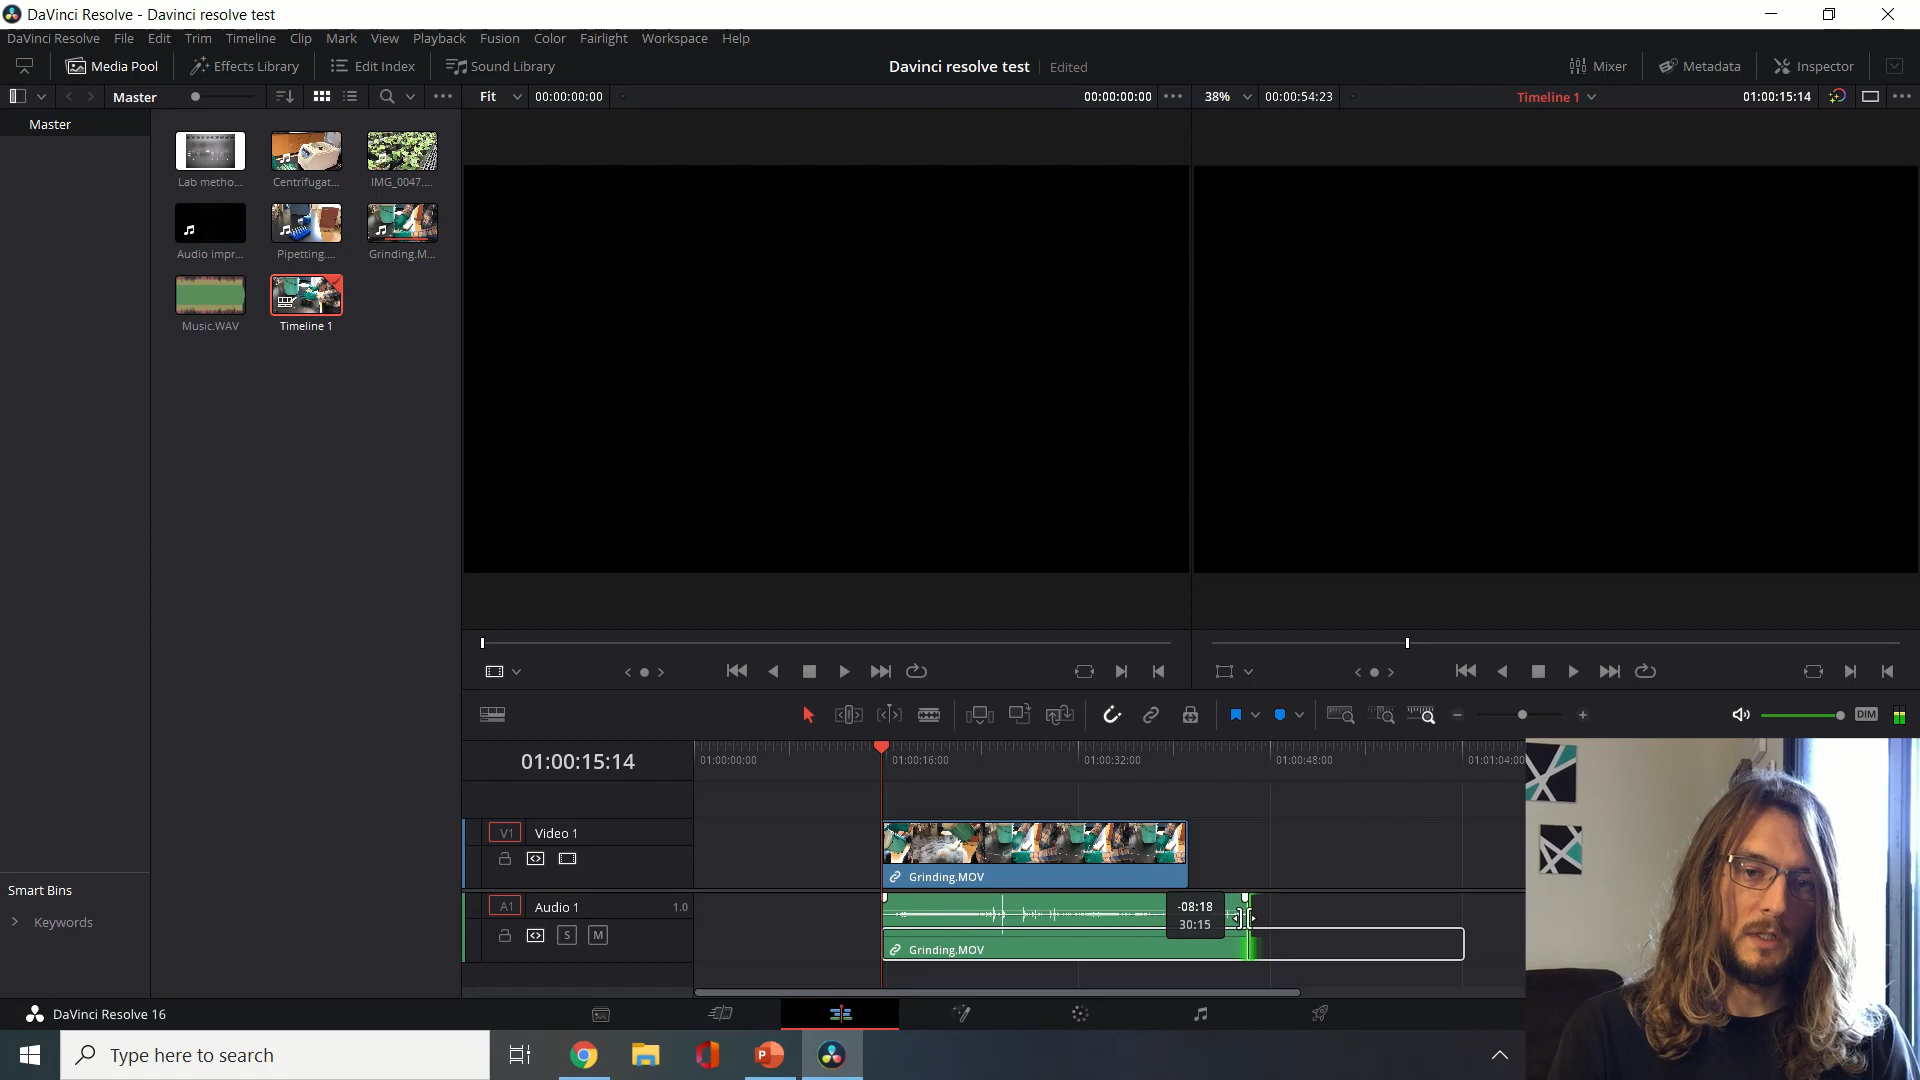 DaVinci Resolve - Davinci resolve test
DaVinci Resolve File Edit Trim Timeline Clip Mark View Playback Fusion Color Fairlight Workspace Help
Media Pool Effects Library Edit Index Sound Library Davinci resolve test Edited Mixer Metadata Inspector
Master Fit 00:00:00:00 00:00:00:00 38% 00:00:54:23 Timeline 1 01:00:15:14
Master
Lab metho... Centrifugat... IMG_0047....
Audio impr... Pipetting.... Grinding.M...
Music.WAV Timeline 1
DIM
01:00:15:14 01:00:00:00 01:00:16:00 01:00:32:00 01:00:48:00 01:01:04:00
V1 Video 1
Grinding.MOV
Smart Bins
Keywords
A1 Audio 1 1.0
-08:18
30:15
S M
Grinding.MOV
DaVinci Resolve 16
Type here to search